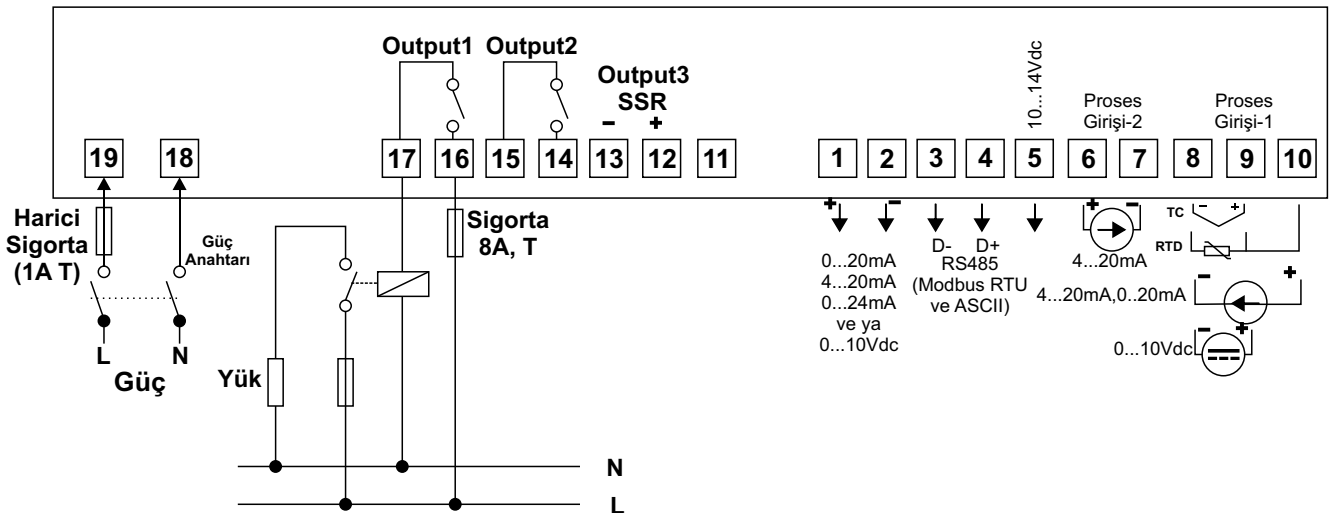 Output1
Output2
Output3
SSR
- +
10...14Vdc
Proses
Girişi-2
Proses
Girişi-1
19 18 17 16 15 14 13 12 11 1 2 3 4 5 6 7 8 9 10
Harici
Sigorta
(1A T)
Güç
Anahtarı
L N
Güç
Yük
Sigorta
8A, T
N
L
+ -
0...20mA
4...20mA
0...24mA
ve ya
0...10Vdc
D- D+
RS485
(Modbus RTU
ve ASCII)
+ -
4...20mA
TC - +
RTD
- +
4...20mA,0..20mA
- +
0...10Vdc